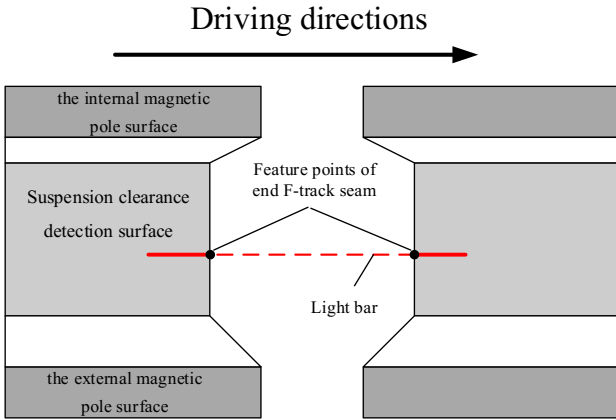 Driving directions
the internal magnetic
pole surface
Feature points of
end F-track seam
Suspension clearance
detection surface
Light bar
the external magnetic
pole surface